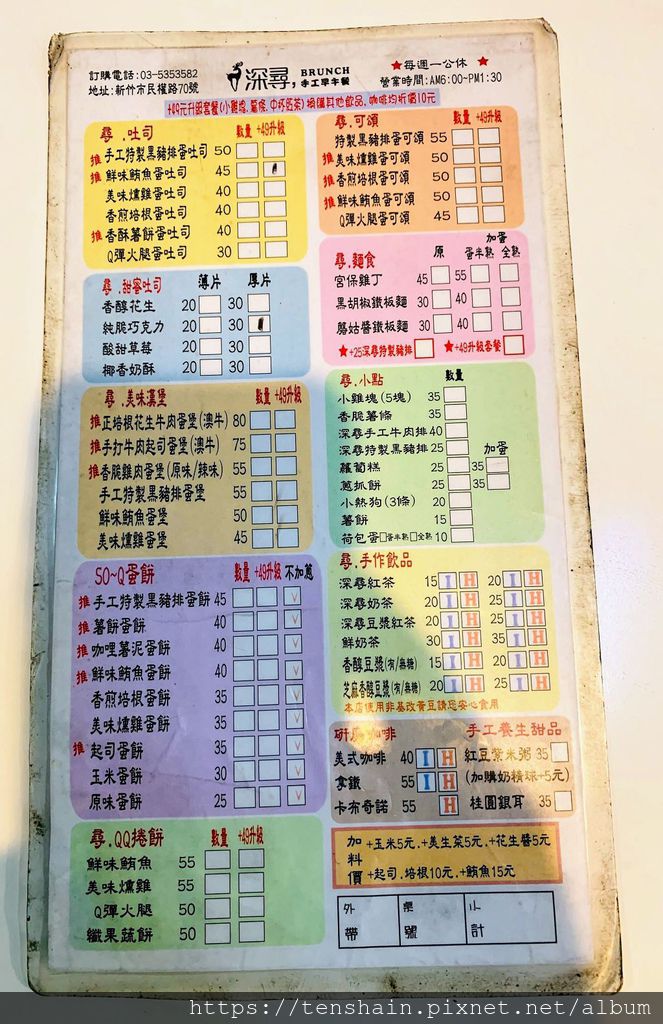 訂購電話:03-5353582
地址:新竹市民權路70號
深尋, BRUNCH 手工早午餐
★每週一公休★
營業時間:AM6:00~PM1:30
+49元升級套餐(小雞塊.薯條.中杯紅茶)換購其他飲品.咖啡均折價10元
尋.吐司 數量 +49升級
推 手工特製黑豬排蛋吐司 50
推 鮮味鮪魚蛋吐司 45
美味燻雞蛋吐司 40
香煎培根蛋吐司 40
推 香酥薯餅蛋吐司 40
Q彈火腿蛋吐司 30
尋.可頌 數量 +49升級
特製黑豬排蛋可頌 55
推 美味燻雞蛋可頌 50
推 香煎培根蛋可頌 50
推 鮮味鮪魚蛋可頌 50
Q彈火腿蛋可頌 45
尋.甜蜜吐司 薄片 厚片
香醇花生 20 30
純脆巧克力 20 30
酸甜草莓 20 30
椰香奶酥 20 30
尋.麵食 原 加蛋 蛋半熟 全熟
宮保雞丁 45 55
黑胡椒鐵板麵 30 40
蘑菇醬鐵板麵 30 40
★+25深尋特製豬排 ★+49升級套餐
尋.美味漢堡 數量 +49升級
推 正培根花生牛肉蛋堡(澳牛) 80
推 手打牛肉起司蛋堡(澳牛) 75
推 香脆雞肉蛋堡(原味/辣味) 55
手工特製黑豬排蛋堡 55
鮮味鮪魚蛋堡 50
美味燻雞蛋堡 45
尋.小點 數量
小雞塊(5塊) 35
香脆薯條 35
深尋手工牛肉排 40
深尋特製黑豬排 25 加蛋
蘿蔔糕 25 35
蔥抓餅 25 35
小熱狗(3條) 20
薯餅 15
荷包蛋□蛋半熟□全熟 10
SO~Q蛋餅 數量 +49升級 不加蔥
推 手工特製黑豬排蛋餅 45 V
推 薯餅蛋餅 40 V
推 咖哩薯泥蛋餅 40 V
推 鮮味鮪魚蛋餅 40 V
香煎培根蛋餅 35 V
美味燻雞蛋餅 35 V
推 起司蛋餅 35 V
玉米蛋餅 30 V
原味蛋餅 25 V
尋.手作飲品
深尋紅茶 15 I H 20 I H
深尋奶茶 20 I H 25 I H
深尋豆漿紅茶 20 I H 25 I H
鮮奶茶 30 I H 35 I H
香醇豆漿(有/無糖) 15 I H 20 I H
芝麻香醇豆漿(有/無糖) 20 I H 25 I H
本店使用非基改黃豆請您安心食用
研磨咖啡
美式咖啡 40 I H
拿鐵 55 I H
卡布奇諾 55 H
手工養生甜品
紅豆紫米粥 35
(加購奶精球+5元)
桂圓銀耳 35
尋.QQ捲餅 數量 +49升級
鮮味鮪魚 55
美味燻雞 55
Q彈火腿 50
纖果蔬餅 50
加料價 +玉米5元.+美生菜5元.+花生醬5元
+起司.培根10元.+鮪魚15元
外帶 桌號 小計
https://tenshain.pixnet.net/album